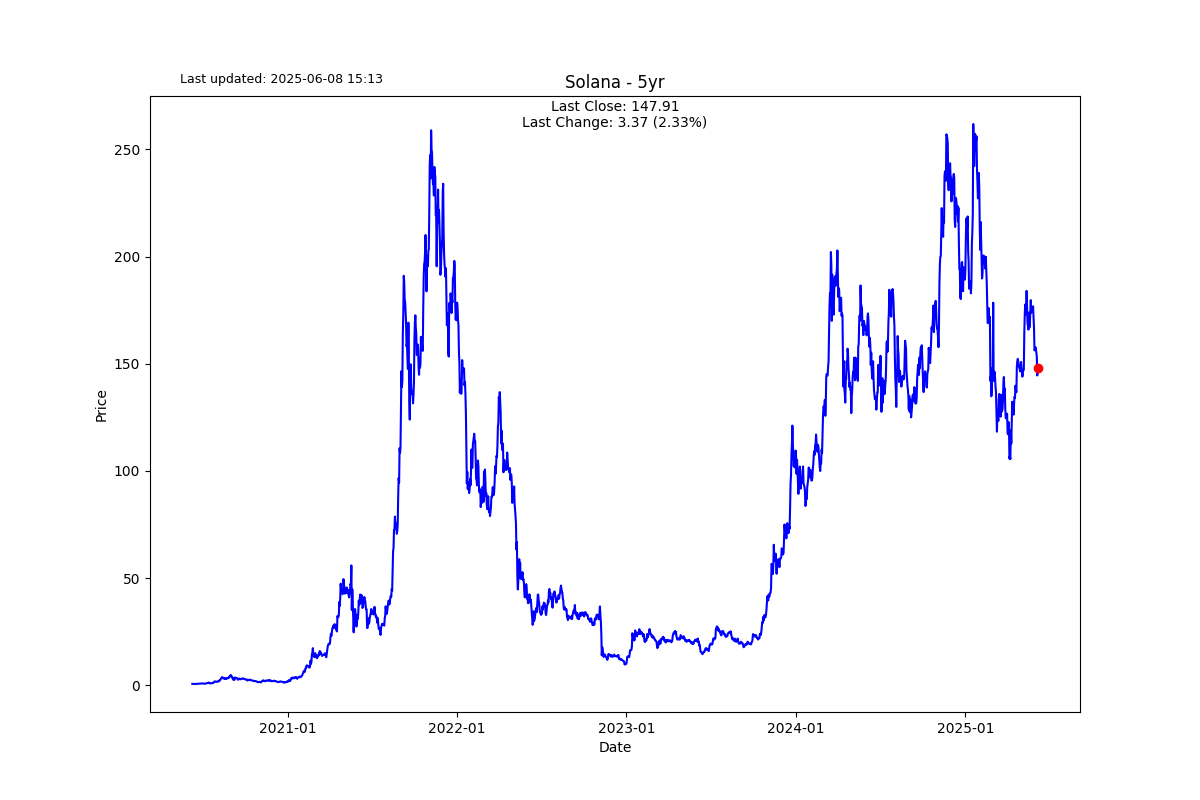 Last updated: 2025-06-08 15:13
Solana - 5yr
Last Close: 147.91
Last Change: 3.37 (2.33%)
250
200
150
100
50
0
Price
2021-01
2022-01
2023-01
2024-01
2025-01
Date